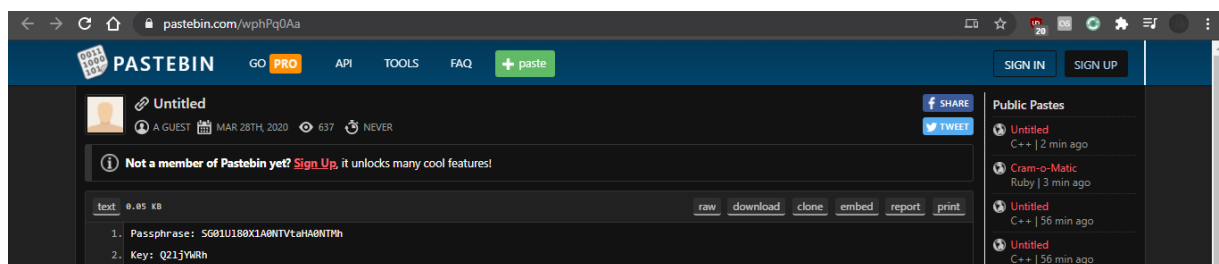 pastebin.com/wphPq0Aa
20
PASTEBIN GO PRO API TOOLS FAQ + paste SIGN IN SIGN UP
Untitled
A GUEST MAR 28TH, 2020 637 NEVER
SHARE
TWEET
Not a member of Pastebin yet? Sign Up, it unlocks many cool features!
text 0.05 KB raw download clone embed report print
1. Passphrase: SG01U180X1A0NTVtaHA0NTMh
2. Key: Q21jYWRh
Public Pastes
Untitled
C++ | 2 min ago
Cram-o-Matic
Ruby | 3 min ago
Untitled
C++ | 56 min ago
Untitled
C++ | 56 min ago